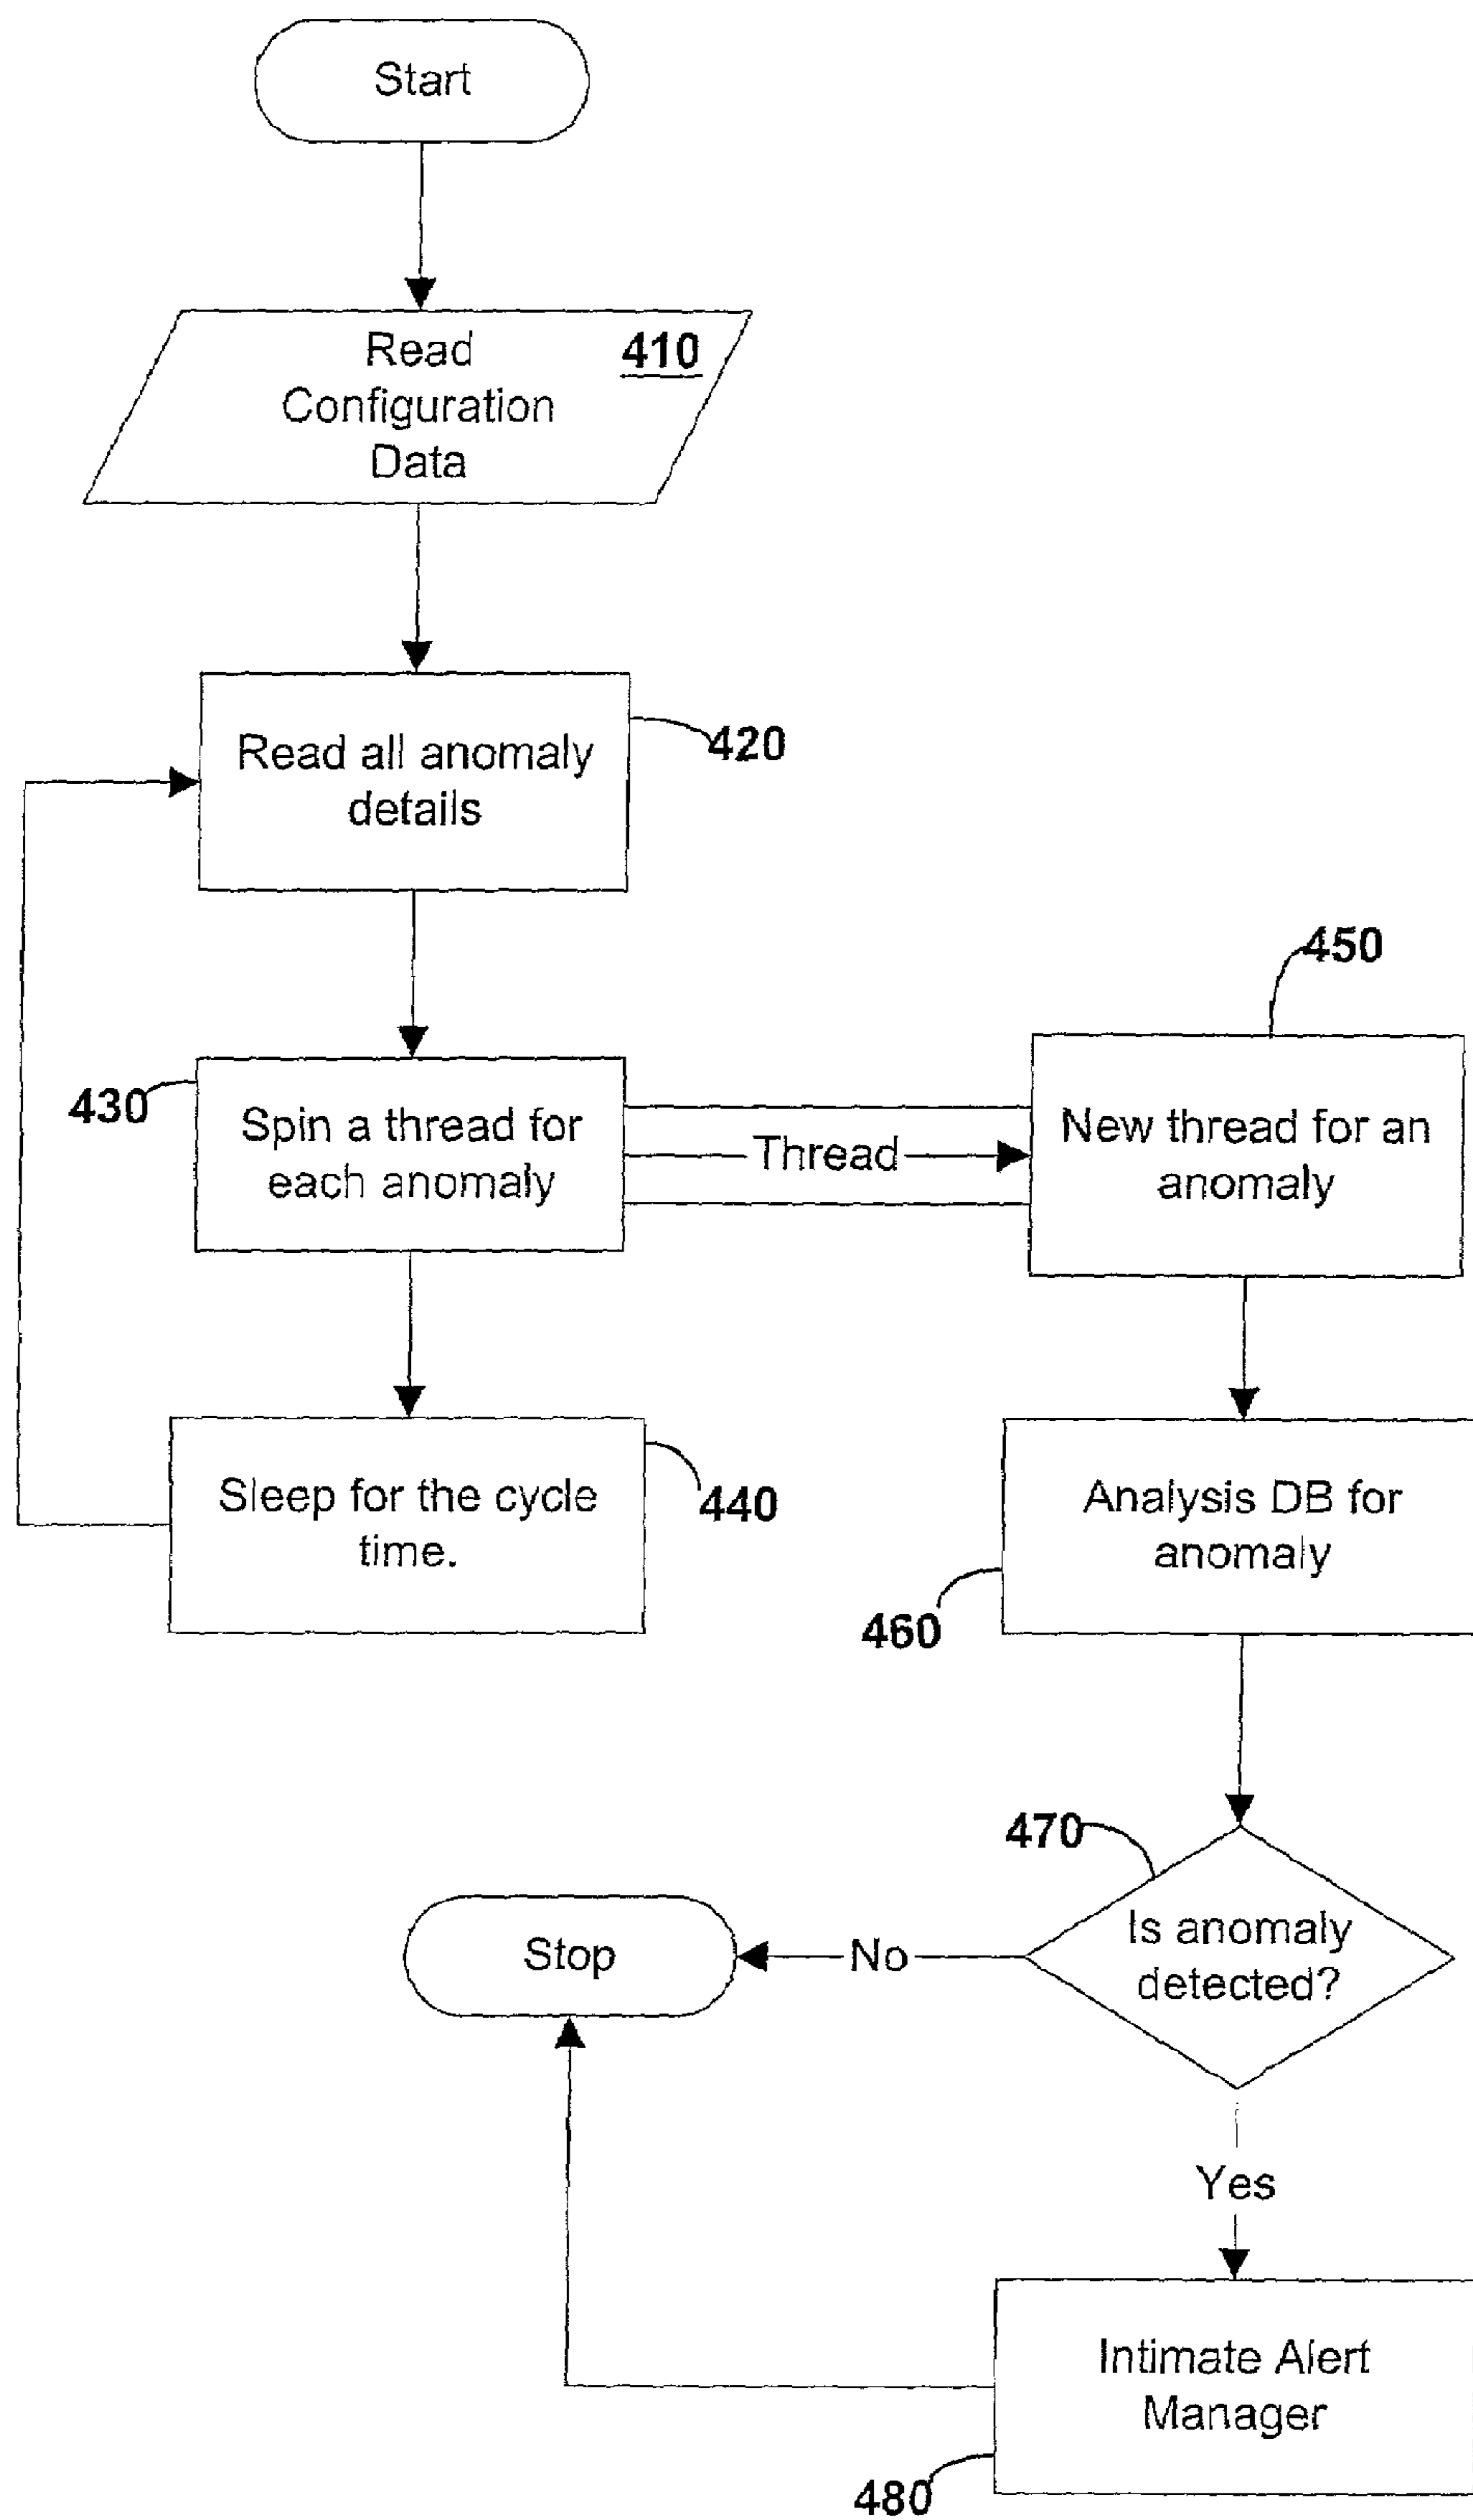 Start
Read
Configuration
Data
410
Read all anomaly
details
420
450
430
Spin a thread for
each anomaly
Thread
New thread for an
anomaly
Sleep for the cycle
time.
440
Analysis DB for
anomaly
460
470
Is anomaly
detected?
No
Stop
Yes
Intimate Alert
Manager
480